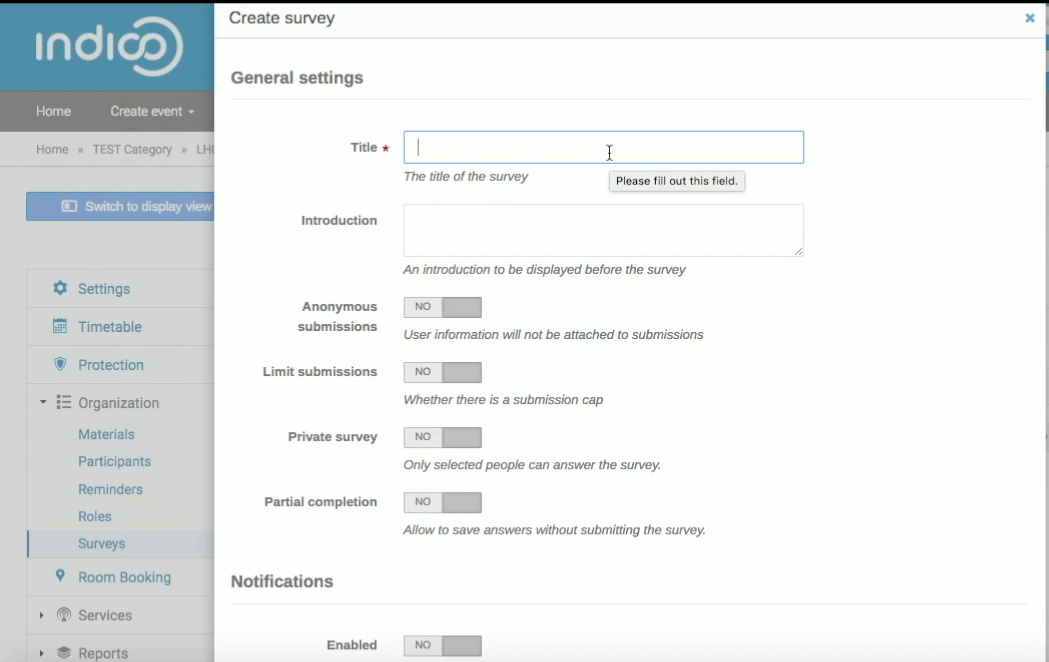 Create survey
×
indico
General settings
Home
Create event
Title *
Home » TEST Category »
The title of the survey
Please fill out this field.
Switch to display view
Introduction
An introduction to be displayed before the survey
Settings
Anonymous
submissions
NO
Timetable
User information will not be attached to submissions
Protection
Limit submissions
NO
Whether there is a submission cap
Organization
Materials
Private survey
NO
Participants
Only selected people can answer the survey.
Reminders
Partial completion
NO
Roles
Allow to save answers without submitting the survey.
Surveys
Room Booking
Notifications
Services
Enabled
NO
Reports